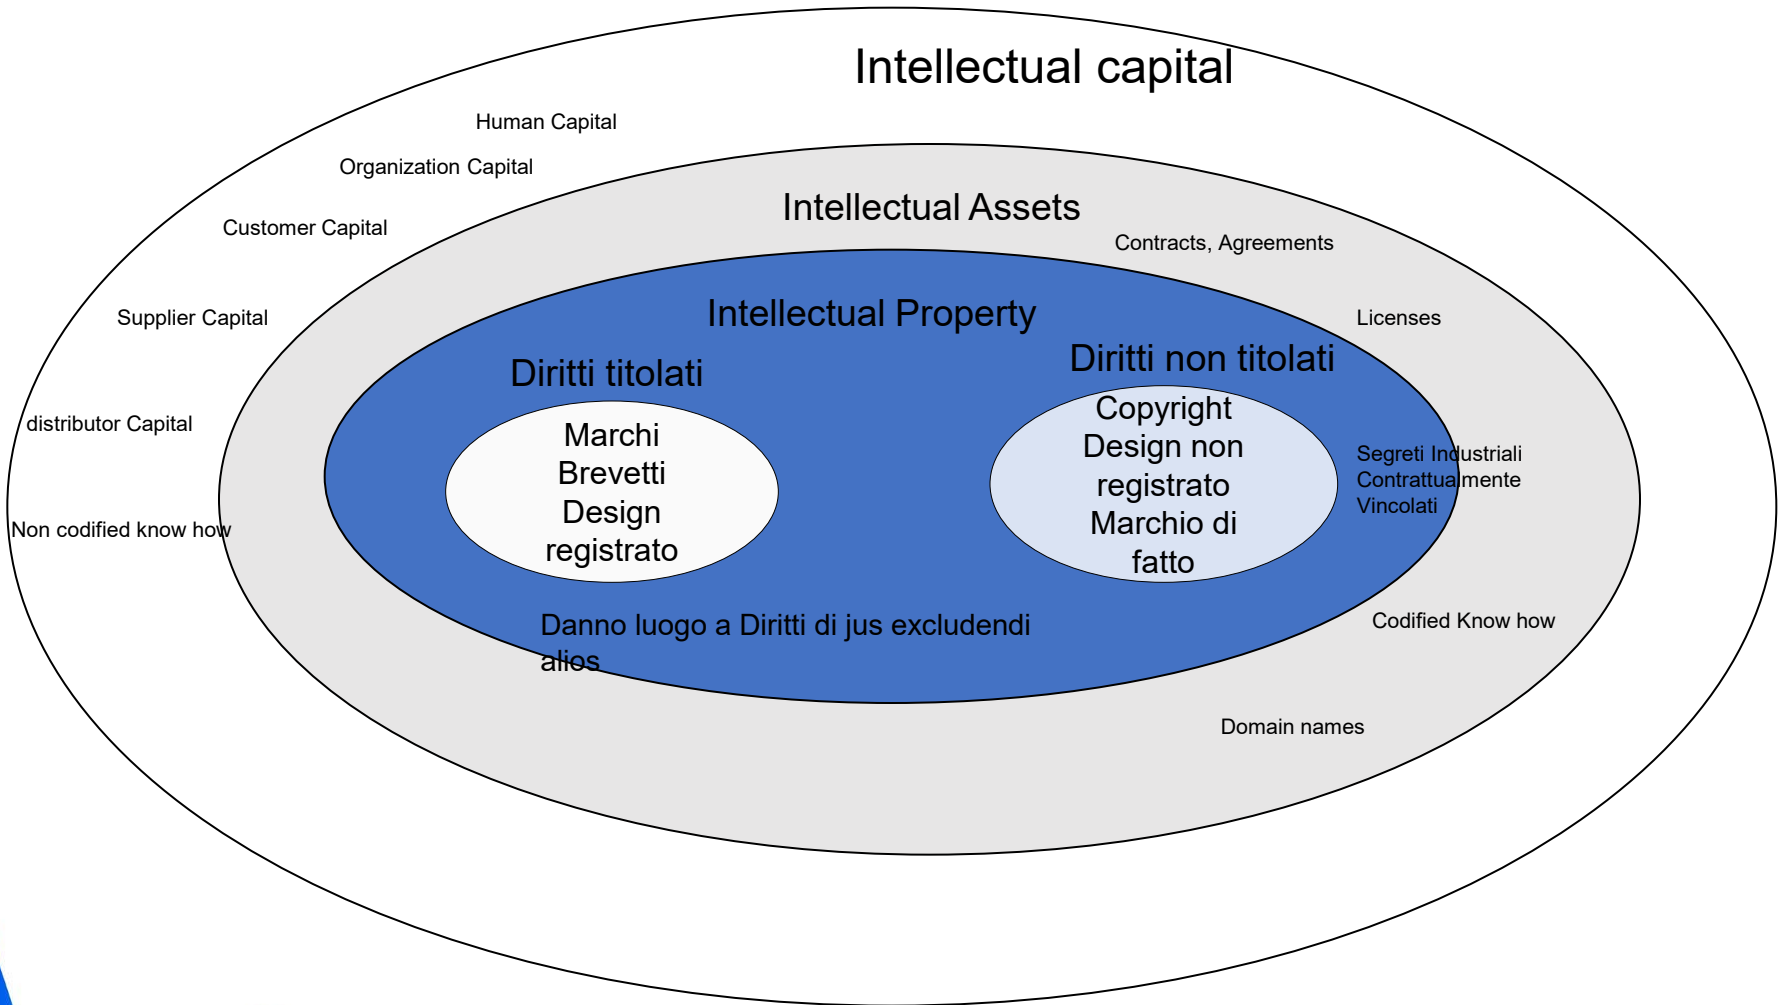 Intellectual capital
Human Capital
Organization Capital
Intellectual Assets
Customer Capital
Contracts, Agreements
Supplier Capital
Intellectual Property
Licenses
Diritti titolati
Diritti non titolati
distributor Capital
Marchi
Brevetti
Design
registrato
Copyright
Design non
registrato
Marchio di
fatto
Segreti Industriali
Contrattualmente
Vincolati
Non codified know how
Danno luogo a Diritti di jus excludendi
alios
Codified Know how
Domain names